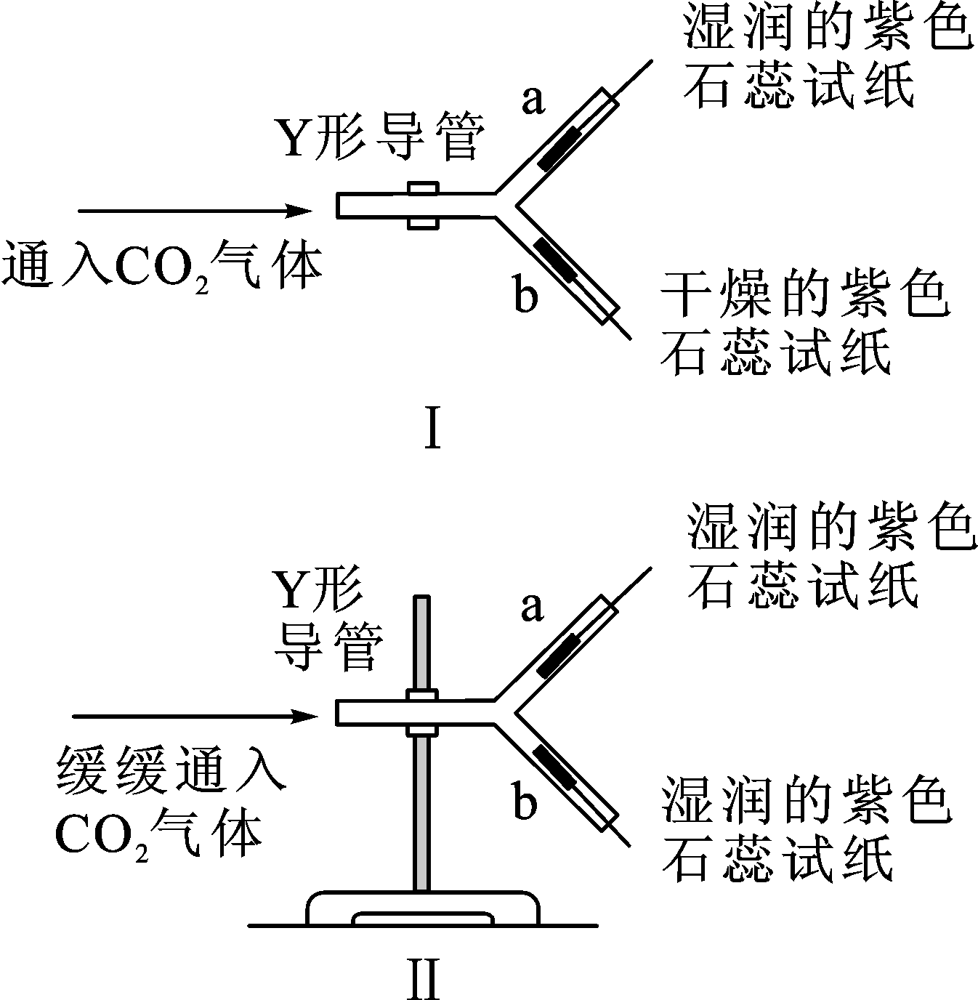 湿润的紫色
石蕊试纸
a
Y形导管
通入CO₂气体
b
干燥的紫色
石蕊试纸
I
湿润的紫色
石蕊试纸
Y形
导管
a
缓缓通入
CO₂气体
b
湿润的紫色
石蕊试纸
II